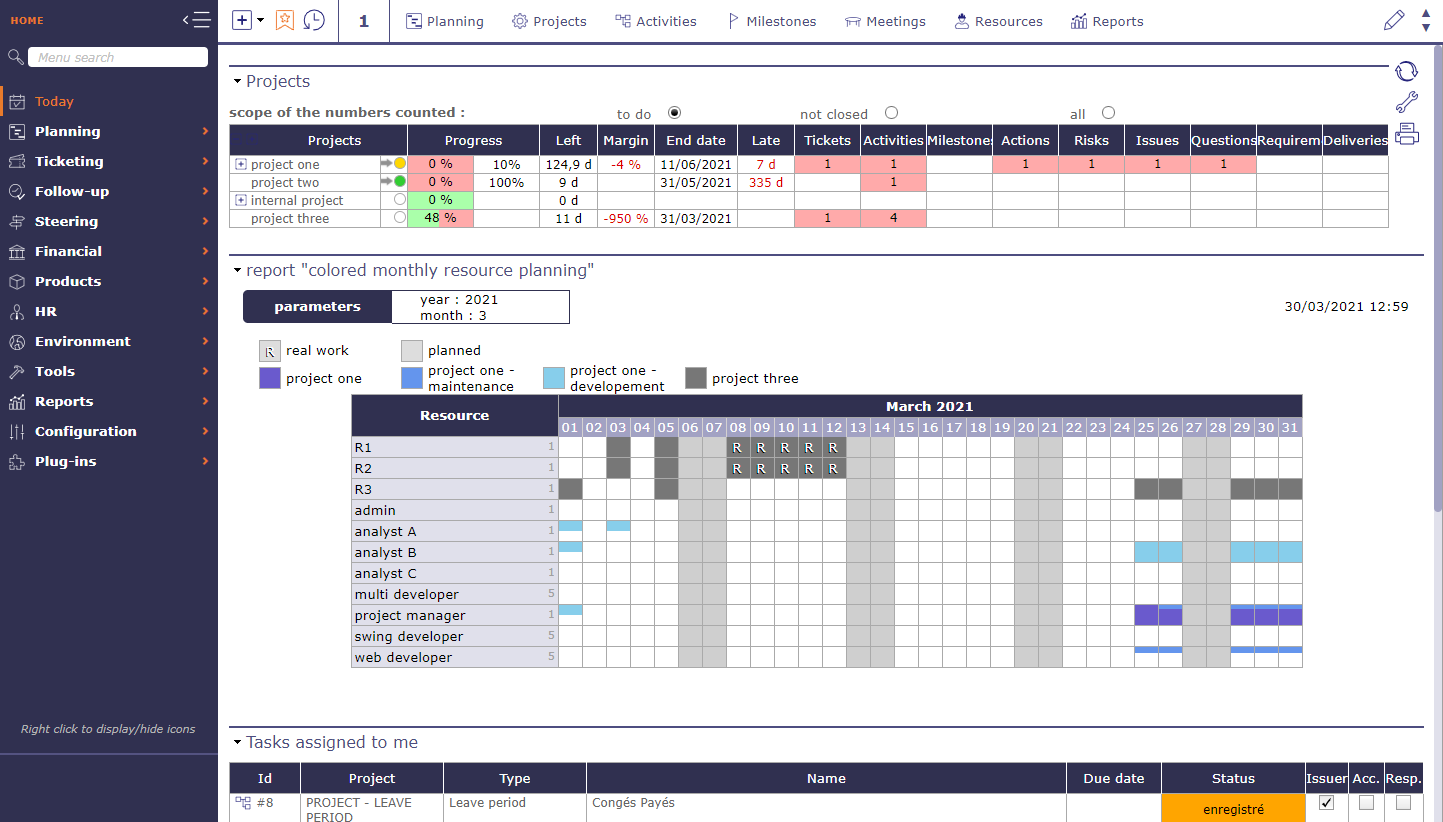 HOME
Menu search
Today
Planning
Ticketing
Follow-up
Steering
Financial
Products
HR
Environment
Tools
Reports
Configuration
Plug-ins
Right click to display/hide icons
1 Planning Projects Activities Milestones Meetings Resources Reports
Projects
scope of the numbers counted : to do not closed all
Projects Progress Left Margin End date Late Tickets Activities Milestones Actions Risks Issues Questions Requirem Deliveries
project one 0 % 10% 124,9 d -4 % 11/06/2021 7 d 1 1 1 1 1 1
project two 0 % 100% 9 d 31/05/2021 335 d 1
internal project 0 % 0 d
project three 48 % 11 d -950 % 31/03/2021 1 4
report "colored monthly resource planning"
parameters
year : 2021
month : 3
30/03/2021 12:59
R real work planned
project one
project one -
maintenance
project one -
developement
project three
Resource
March 2021
01 02 03 04 05 06 07 08 09 10 11 12 13 14 15 16 17 18 19 20 21 22 23 24 25 26 27 28 29 30 31
R1 1 R R R R R
R2 1 R R R R R
R3 1
admin 1
analyst A 1
analyst B 1
analyst C 1
multi developer 5
project manager 1
swing developer 5
web developer 5
Tasks assigned to me
Id Project Type Name Due date Status Issuer Acc. Resp.
#8 PROJECT - LEAVE
PERIOD
Leave period Congés Payés enregistré